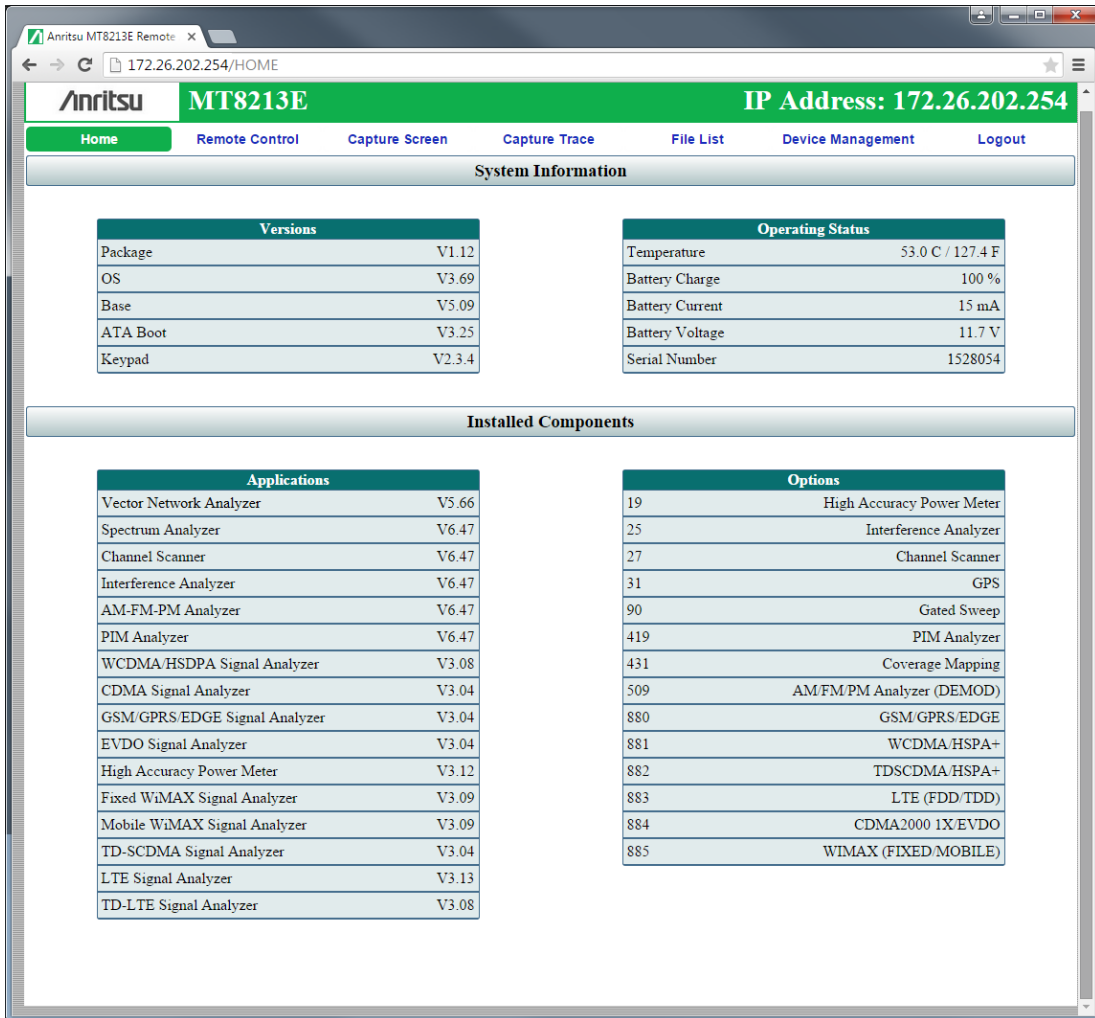 Anritsu MT8213E Remote
172.26.202.254/HOME
Anritsu MT8213E IP Address: 172.26.202.254
Home Remote Control Capture Screen Capture Trace File List Device Management Logout
System Information
Versions
Package V1.12
OS V3.69
Base V5.09
ATA Boot V3.25
Keypad V2.3.4
Operating Status
Temperature 53.0 C / 127.4 F
Battery Charge 100 %
Battery Current 15 mA
Battery Voltage 11.7 V
Serial Number 1528054
Installed Components
Applications
Vector Network Analyzer V5.66
Spectrum Analyzer V6.47
Channel Scanner V6.47
Interference Analyzer V6.47
AM-FM-PM Analyzer V6.47
PIM Analyzer V6.47
WCDMA/HSDPA Signal Analyzer V3.08
CDMA Signal Analyzer V3.04
GSM/GPRS/EDGE Signal Analyzer V3.04
EVDO Signal Analyzer V3.04
High Accuracy Power Meter V3.12
Fixed WiMAX Signal Analyzer V3.09
Mobile WiMAX Signal Analyzer V3.09
TD-SCDMA Signal Analyzer V3.04
LTE Signal Analyzer V3.13
TD-LTE Signal Analyzer V3.08
Options
19 High Accuracy Power Meter
25 Interference Analyzer
27 Channel Scanner
31 GPS
90 Gated Sweep
419 PIM Analyzer
431 Coverage Mapping
509 AM/FM/PM Analyzer (DEMOD)
880 GSM/GPRS/EDGE
881 WCDMA/HSPA+
882 TDSCDMA/HSPA+
883 LTE (FDD/TDD)
884 CDMA2000 1X/EVDO
885 WIMAX (FIXED/MOBILE)